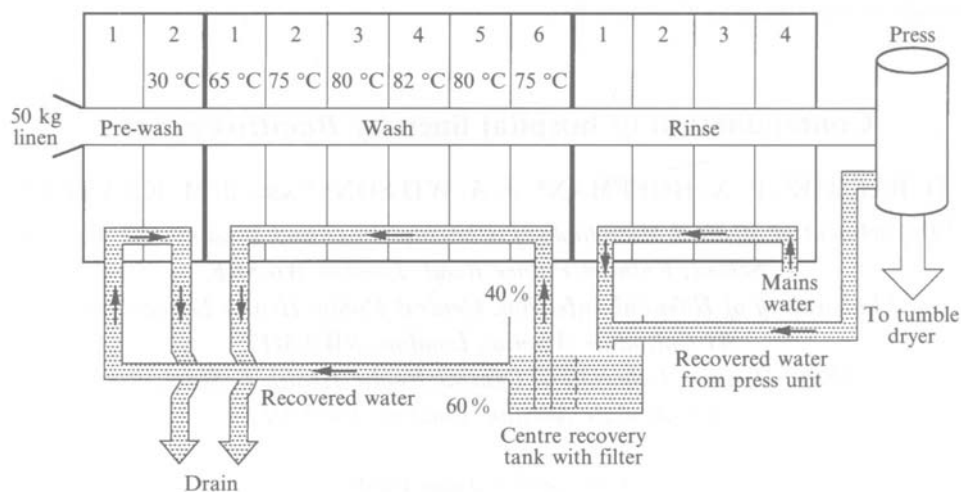 1 2 1 2 3 4 5 6 1 2 3 4 Press
30 °C 65 °C 75 °C 80 °C 82 °C 80 °C 75 °C
50 kg
linen
Pre-wash Wash Rinse
40%
Mains
water
To tumble
dryer
Recovered water
from press unit
Recovered water
60%
Centre recovery
tank with filter
Drain